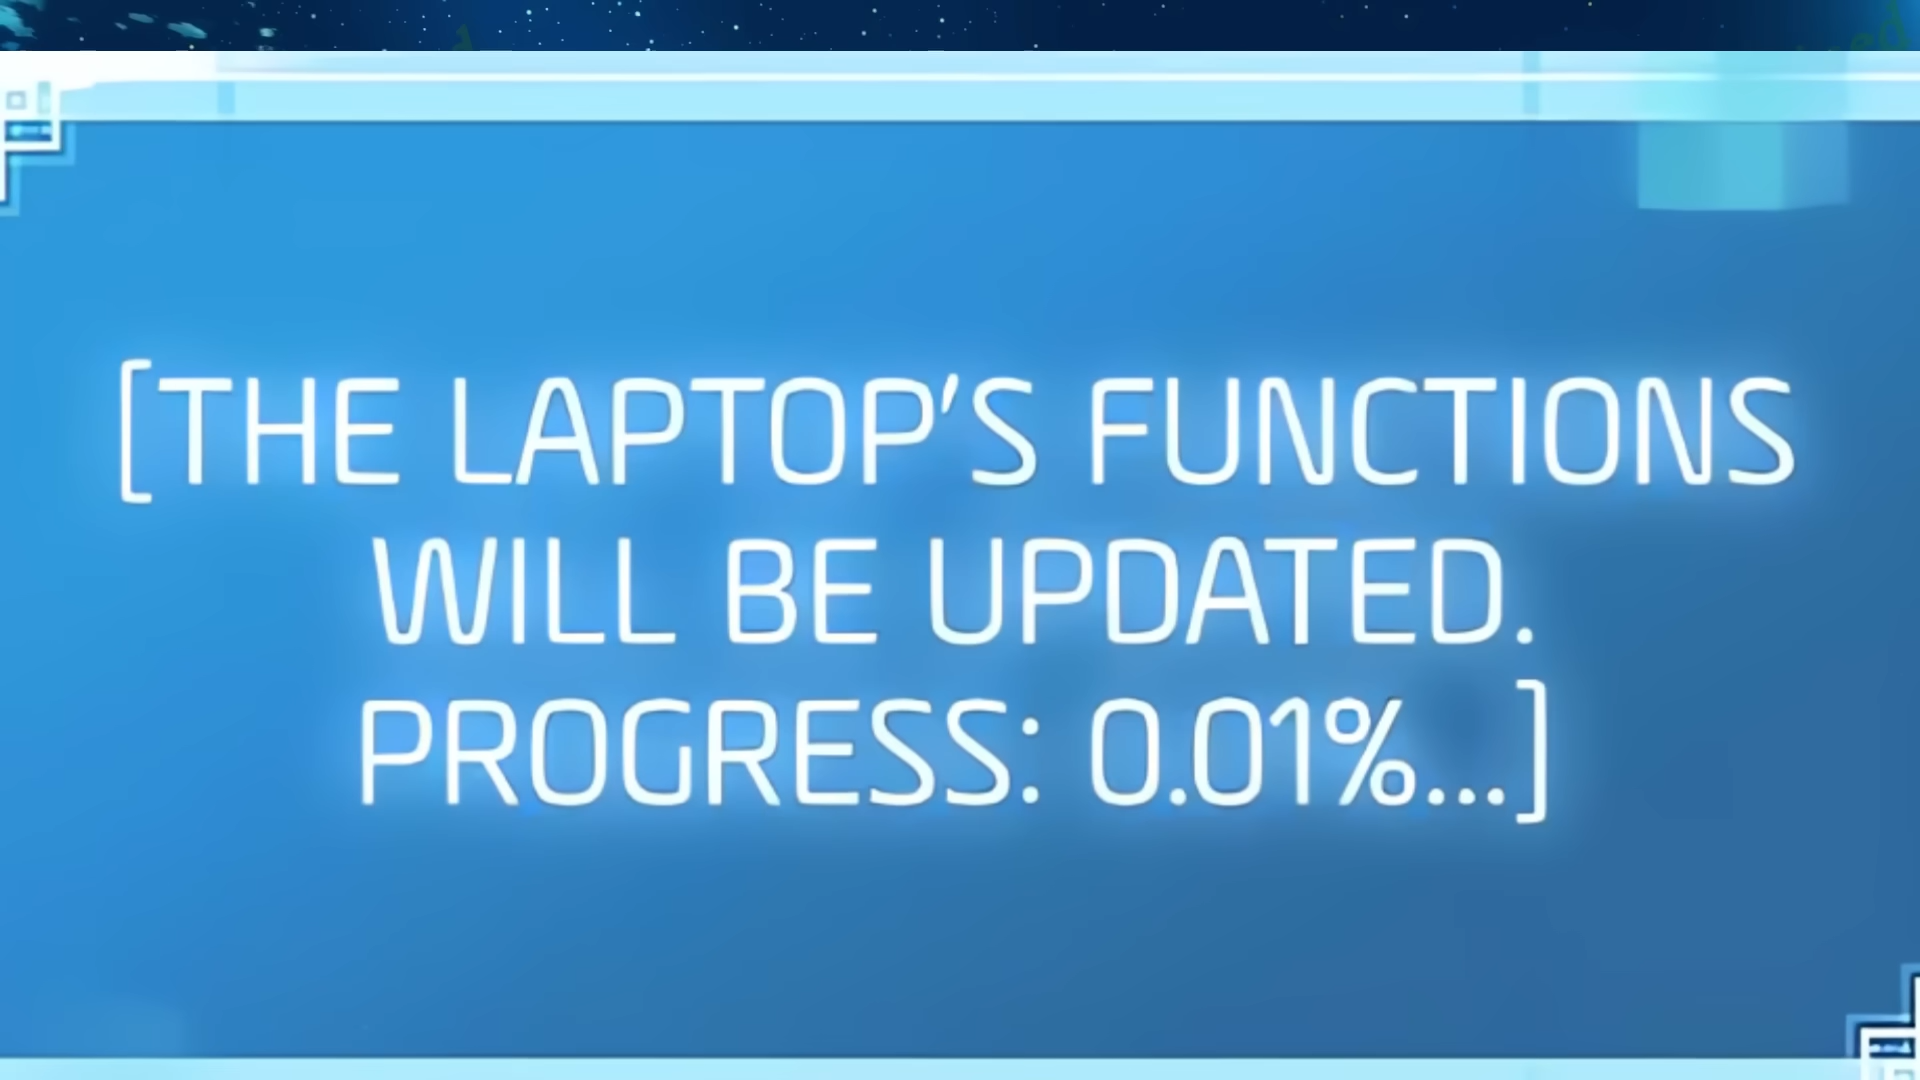 [THE LAPTOP'S FUNCTIONS
WILL BE UPDATED.
PROGRESS: 0.01%...]